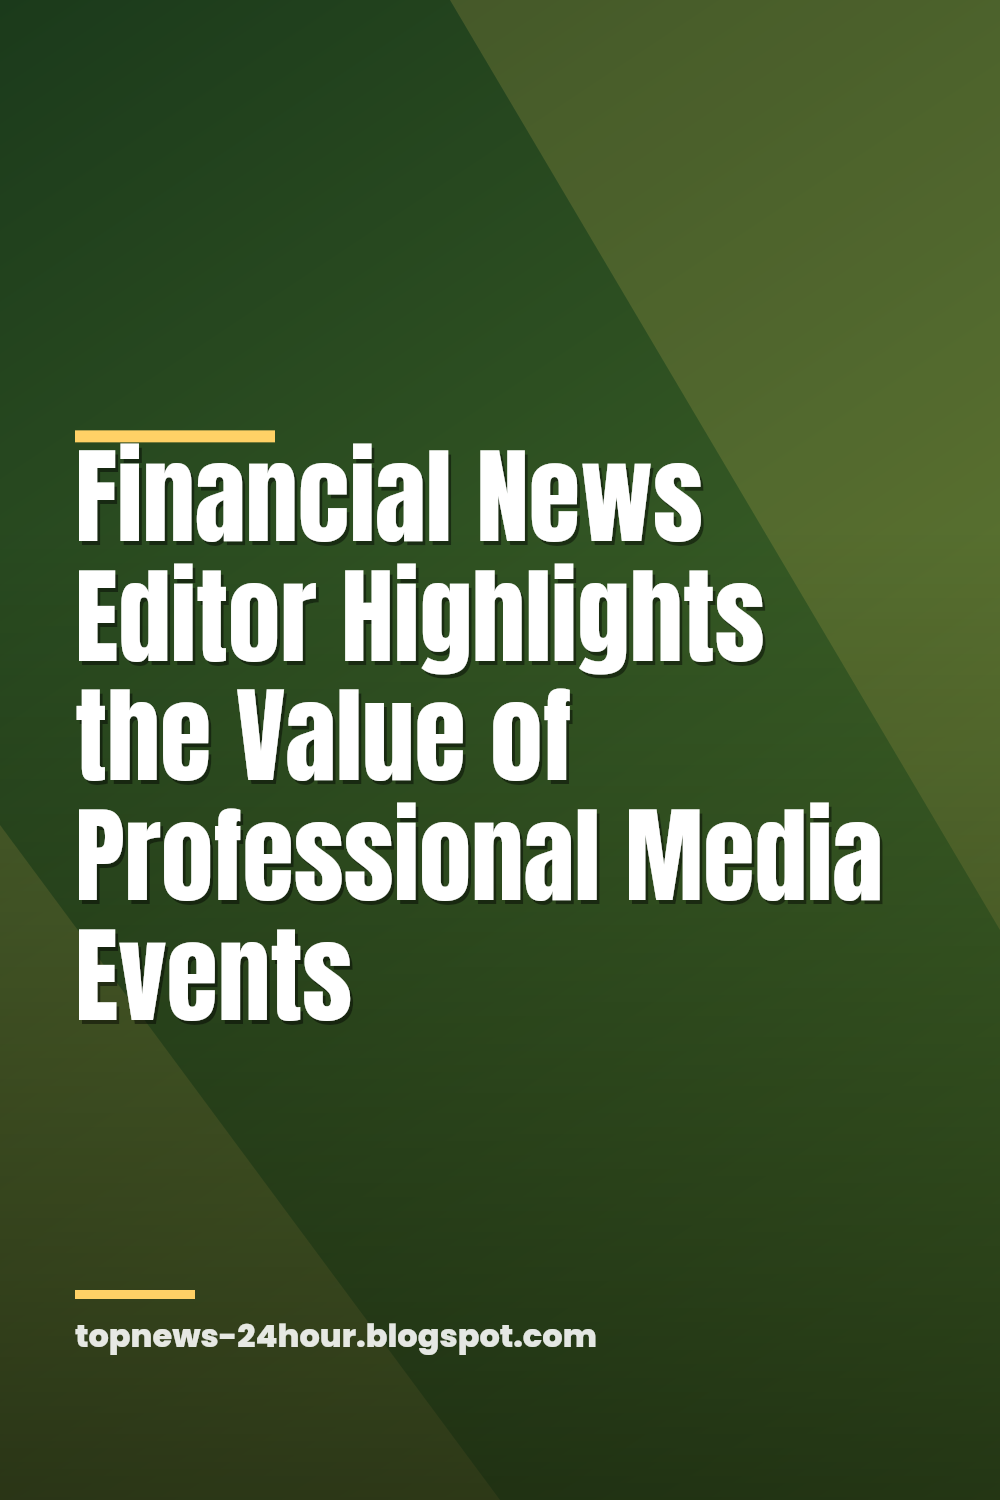 Financial News
Editor Highlights
the Value of
Professional Media
Events
topnews-24hour.blogspot.com